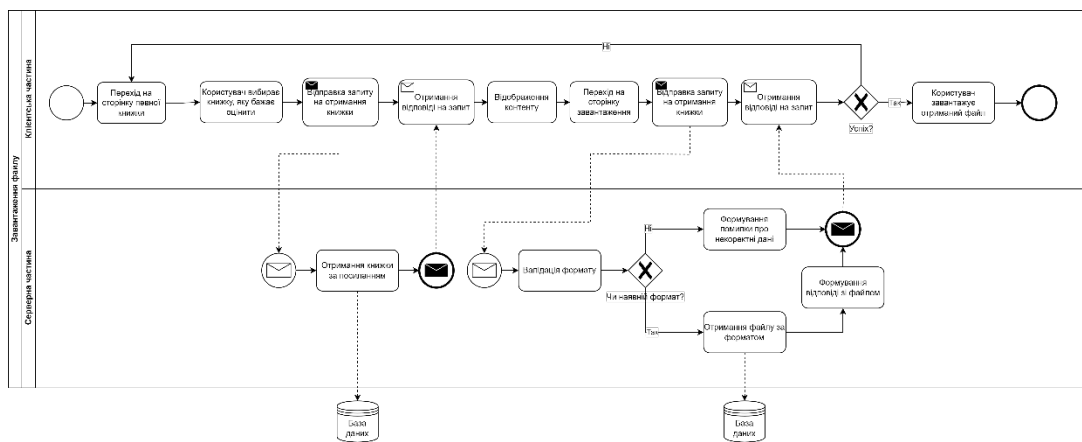 Завантаження файлу
Клієнтська частина
Ні
Перехід на
сторінку певної
книжки
Користувач вибирає
книжку, яку бажає
оцінити
Відправка запиту
на отримання
книжки
Отримання
відповіді на запит
Відображення
контенту
Перехід на
сторінку
завантаження
Відправка запиту
на отримання
книжки
Отримання
відповіді на запит
Успіх?
Так
Користувач
завантажує
отриманий файл
Серверна частина
Отримання книжки
за посиланням
Валідація формату
Чи наявний формат?
Ні
Формування
помилки про
некоректні дані
Так
Отримання файлу за
форматом
Формування
відповіді зі файлом
База
даних
База
даних